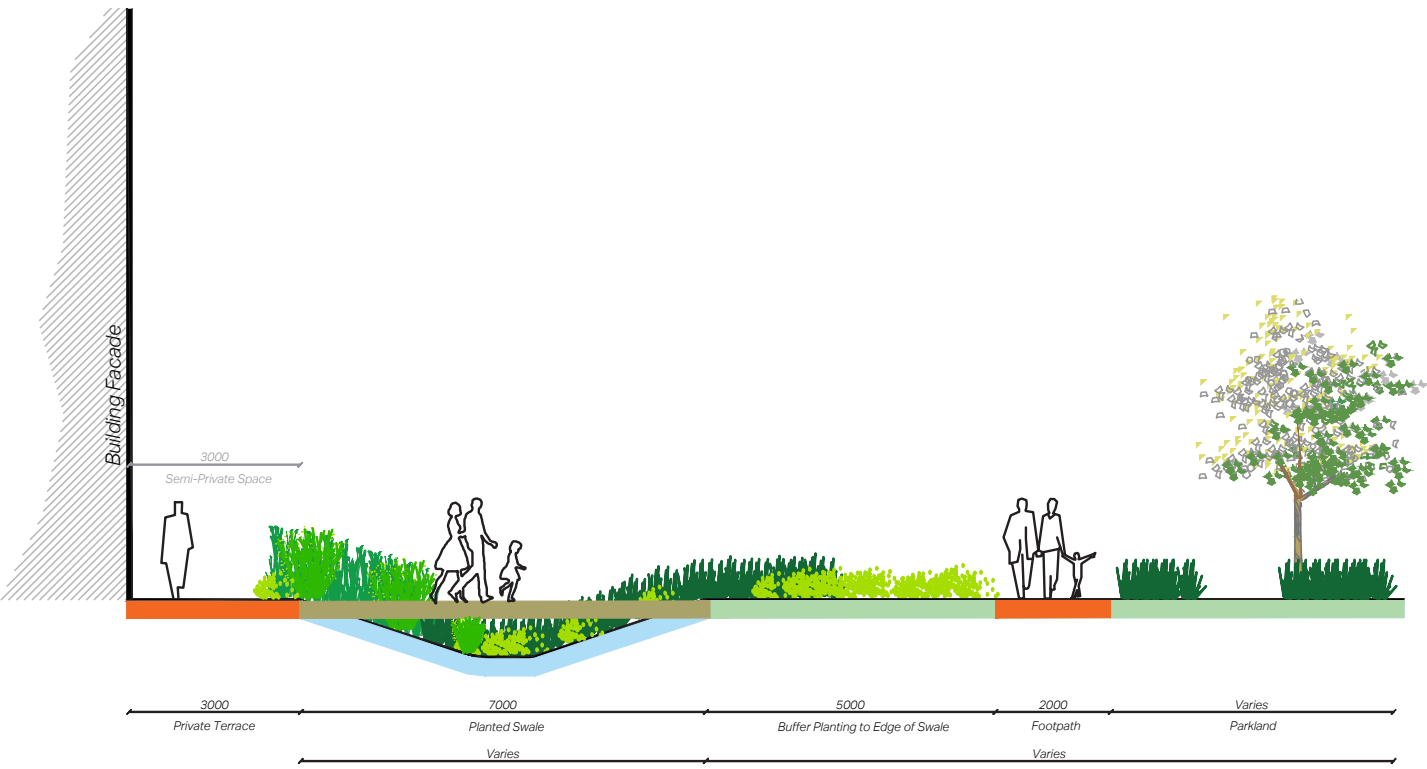 Building Facade
3000
Semi-Private Space
3000
7000
5000
2000
Varies
Private Terrace
Planted Swale
Buffer Planting to Edge of Swale
Footpath
Parkland
Varies
Varies